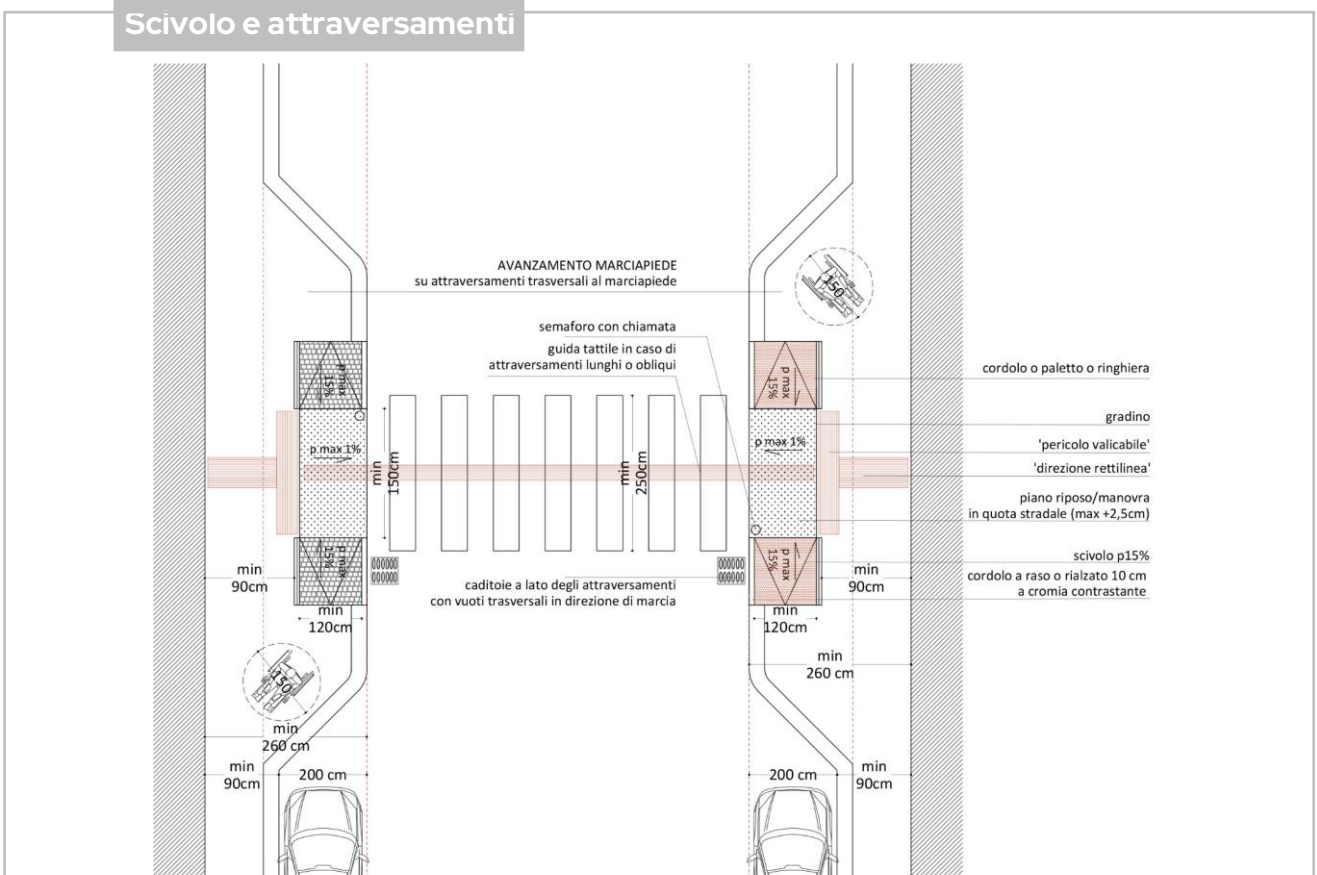 Scivolo e attraversamenti
AVANZAMENTO MARCIAPIEDE
su attraversamenti trasversali al marciapiede
150
semaforo con chiamata
guida tattile in caso di
attraversamenti lunghi o obliqui
p max
15%
p max
15%
cordolo o paletto o ringhiera
gradino
p max 1%
p max 1%
'pericolo valicabile'
'direzione rettilinea'
min
150cm
min
250cm
piano riposo/manovra
in quota stradale (max +2,5cm)
p max
15%
p max
15%
scivolo p15%
min
90cm
caditoie a lato degli attraversamenti
con vuoti trasversali in direzione di marcia
min
90cm
cordolo a raso o rialzato 10 cm
a cromia contrastante
min
120cm
min
120cm
min
260 cm
150
min
260 cm
min
90cm
200 cm
200 cm
min
90cm